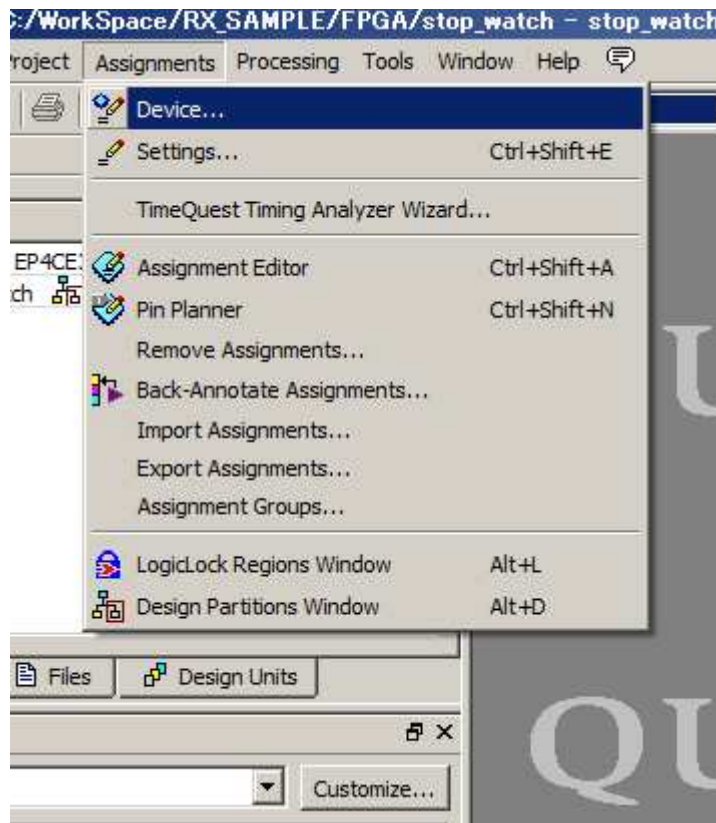 :/WorkSpace/RX_SAMPLE/FPGA/stop_watch - stop_watch
Project Assignments Processing Tools Window Help
Device...
Settings... Ctrl+Shift+E
TimeQuest Timing Analyzer Wizard...
EP4CE
Assignment Editor Ctrl+Shift+A
ch
Pin Planner Ctrl+Shift+N
Remove Assignments...
Back-Annotate Assignments...
Import Assignments...
Export Assignments...
Assignment Groups...
LogicLock Regions Window Alt+L
Design Partitions Window Alt+D
Files Design Units
QU
Customize...